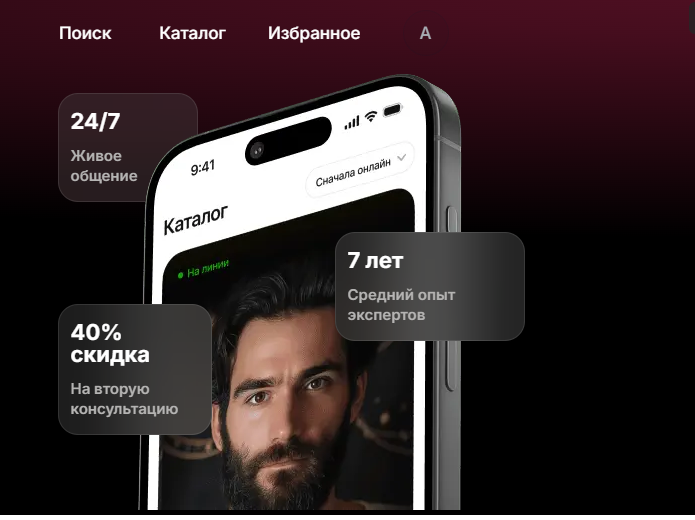 Поиск Каталог Избранное А
24/7
Живое
общение
9:41
Сначала онлайн
Каталог
На линии
7 лет
Средний опыт
экспертов
40%
скидка
На вторую
консультацию